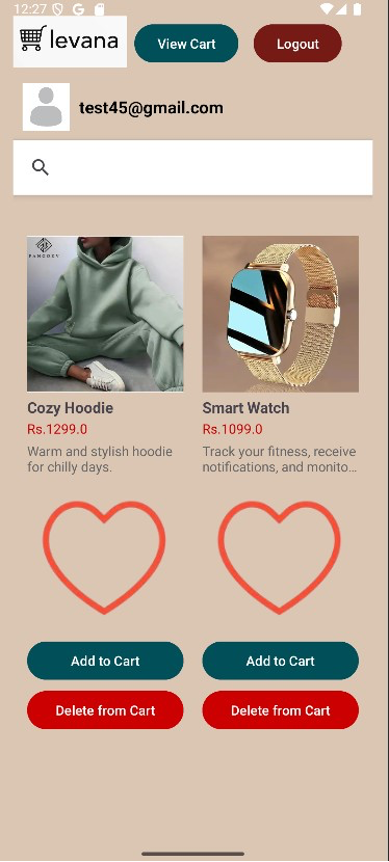 12:27
levana
View Cart
Logout
test45@gmail.com
Cozy Hoodie
Rs.1299.0
Warm and stylish hoodie
for chilly days.
Smart Watch
Rs.1099.0
Track your fitness, receive
notifications, and monito...
Add to Cart
Add to Cart
Delete from Cart
Delete from Cart